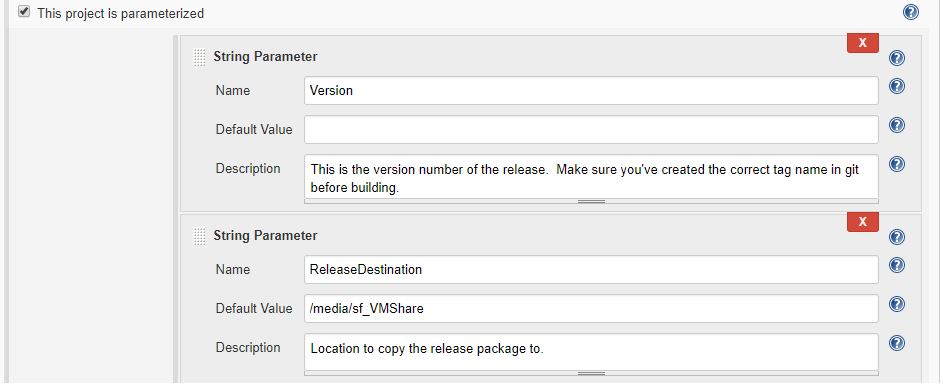 This project is parameterized
?
X
String Parameter
?
Name
Version
?
Default Value
?
Description
This is the version number of the release.  Make sure you've created the correct tag name in git
before building.
?
X
String Parameter
?
Name
ReleaseDestination
?
Default Value
/media/sf_VMShare
?
Description
Location to copy the release package to.
?